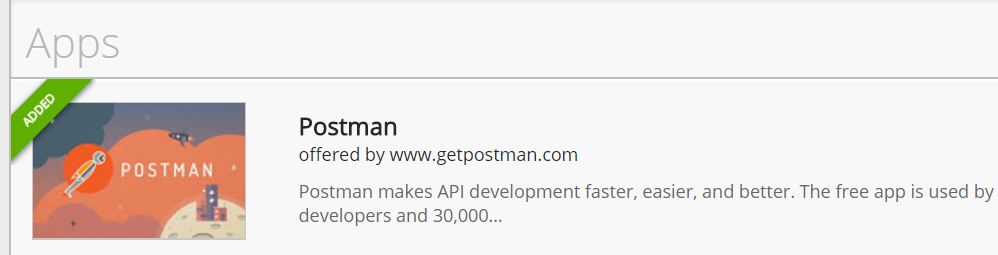 Apps
ADDED
POSTMAN
Postman
offered by www.getpostman.com
Postman makes API development faster, easier, and better. The free app is used by
developers and 30,000...